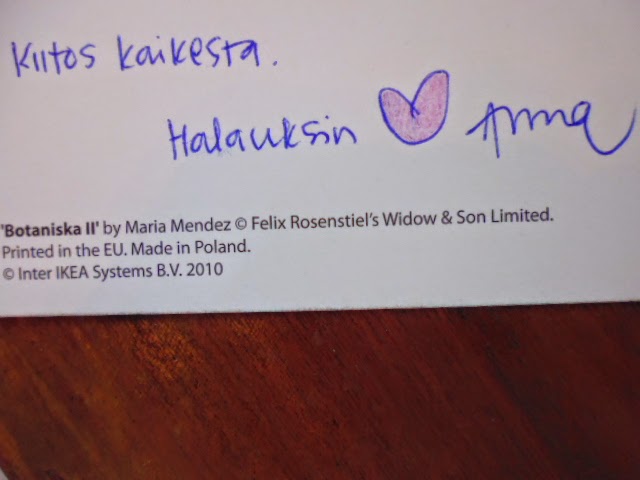 Kiitos kaikesta.
Halauksin Anna
'Botaniska II' by Maria Mendez © Felix Rosenstiel's Widow & Son Limited.
Printed in the EU. Made in Poland.
© Inter IKEA Systems B.V. 2010